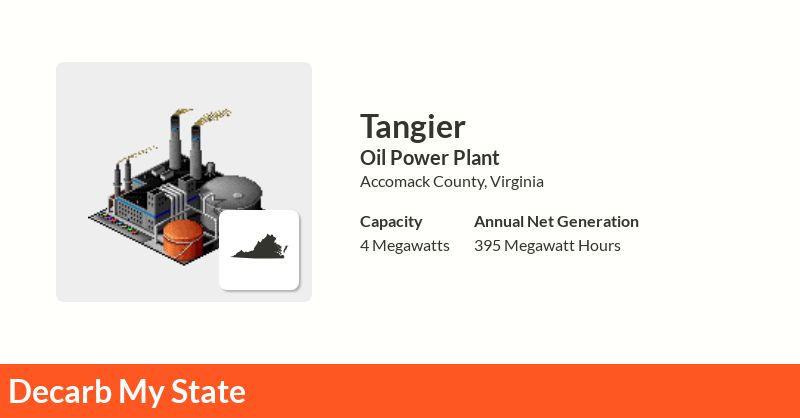 Tangier
Oil Power Plant
Accomack County, Virginia
Capacity Annual Net Generation
4 Megawatts 395 Megawatt Hours
Decarb My State